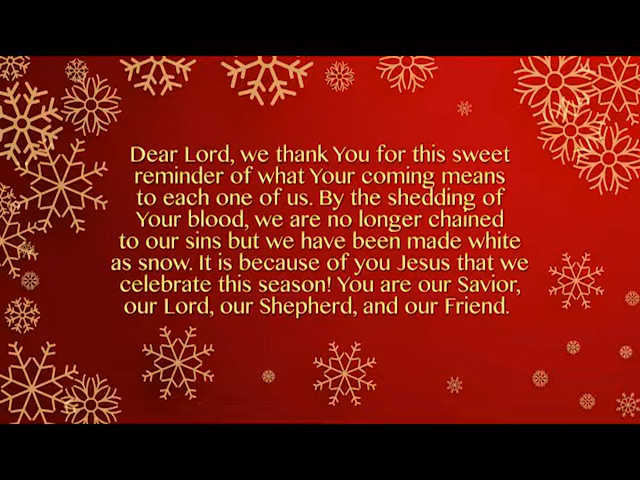 Dear Lord, we thank You for this sweet
reminder of what Your coming means
to each one of us. By the shedding of
Your blood, we are no longer chained
to our sins but we have been made white
as snow. It is because of you Jesus that we
celebrate this season! You are our Savior,
our Lord, our Shepherd, and our Friend.